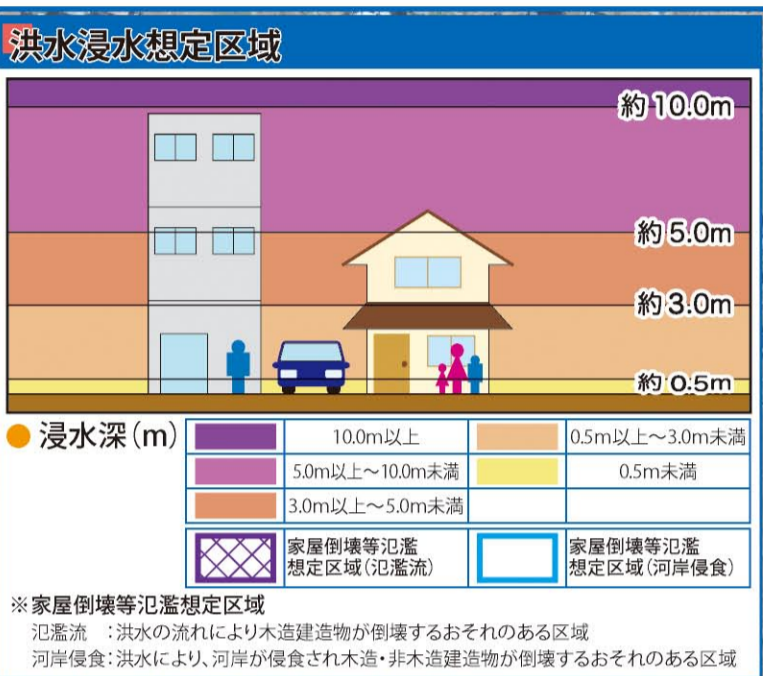 洪水浸水想定区域
約10.0m
約5.0m
約3.0m
約0.5m
●浸水深(m)
10.0m以上
0.5m以上～3.0m未満
5.0m以上～10.0m未満
0.5m未満
3.0m以上～5.0m未満
家屋倒壊等氾濫
想定区域(氾濫流)
家屋倒壊等氾濫
想定区域(河岸侵食)
※家屋倒壊等氾濫想定区域
氾濫流 :洪水の流れにより木造建造物が倒壊するおそれのある区域
河岸侵食:洪水により、河岸が侵食され木造・非木造建造物が倒壊するおそれのある区域